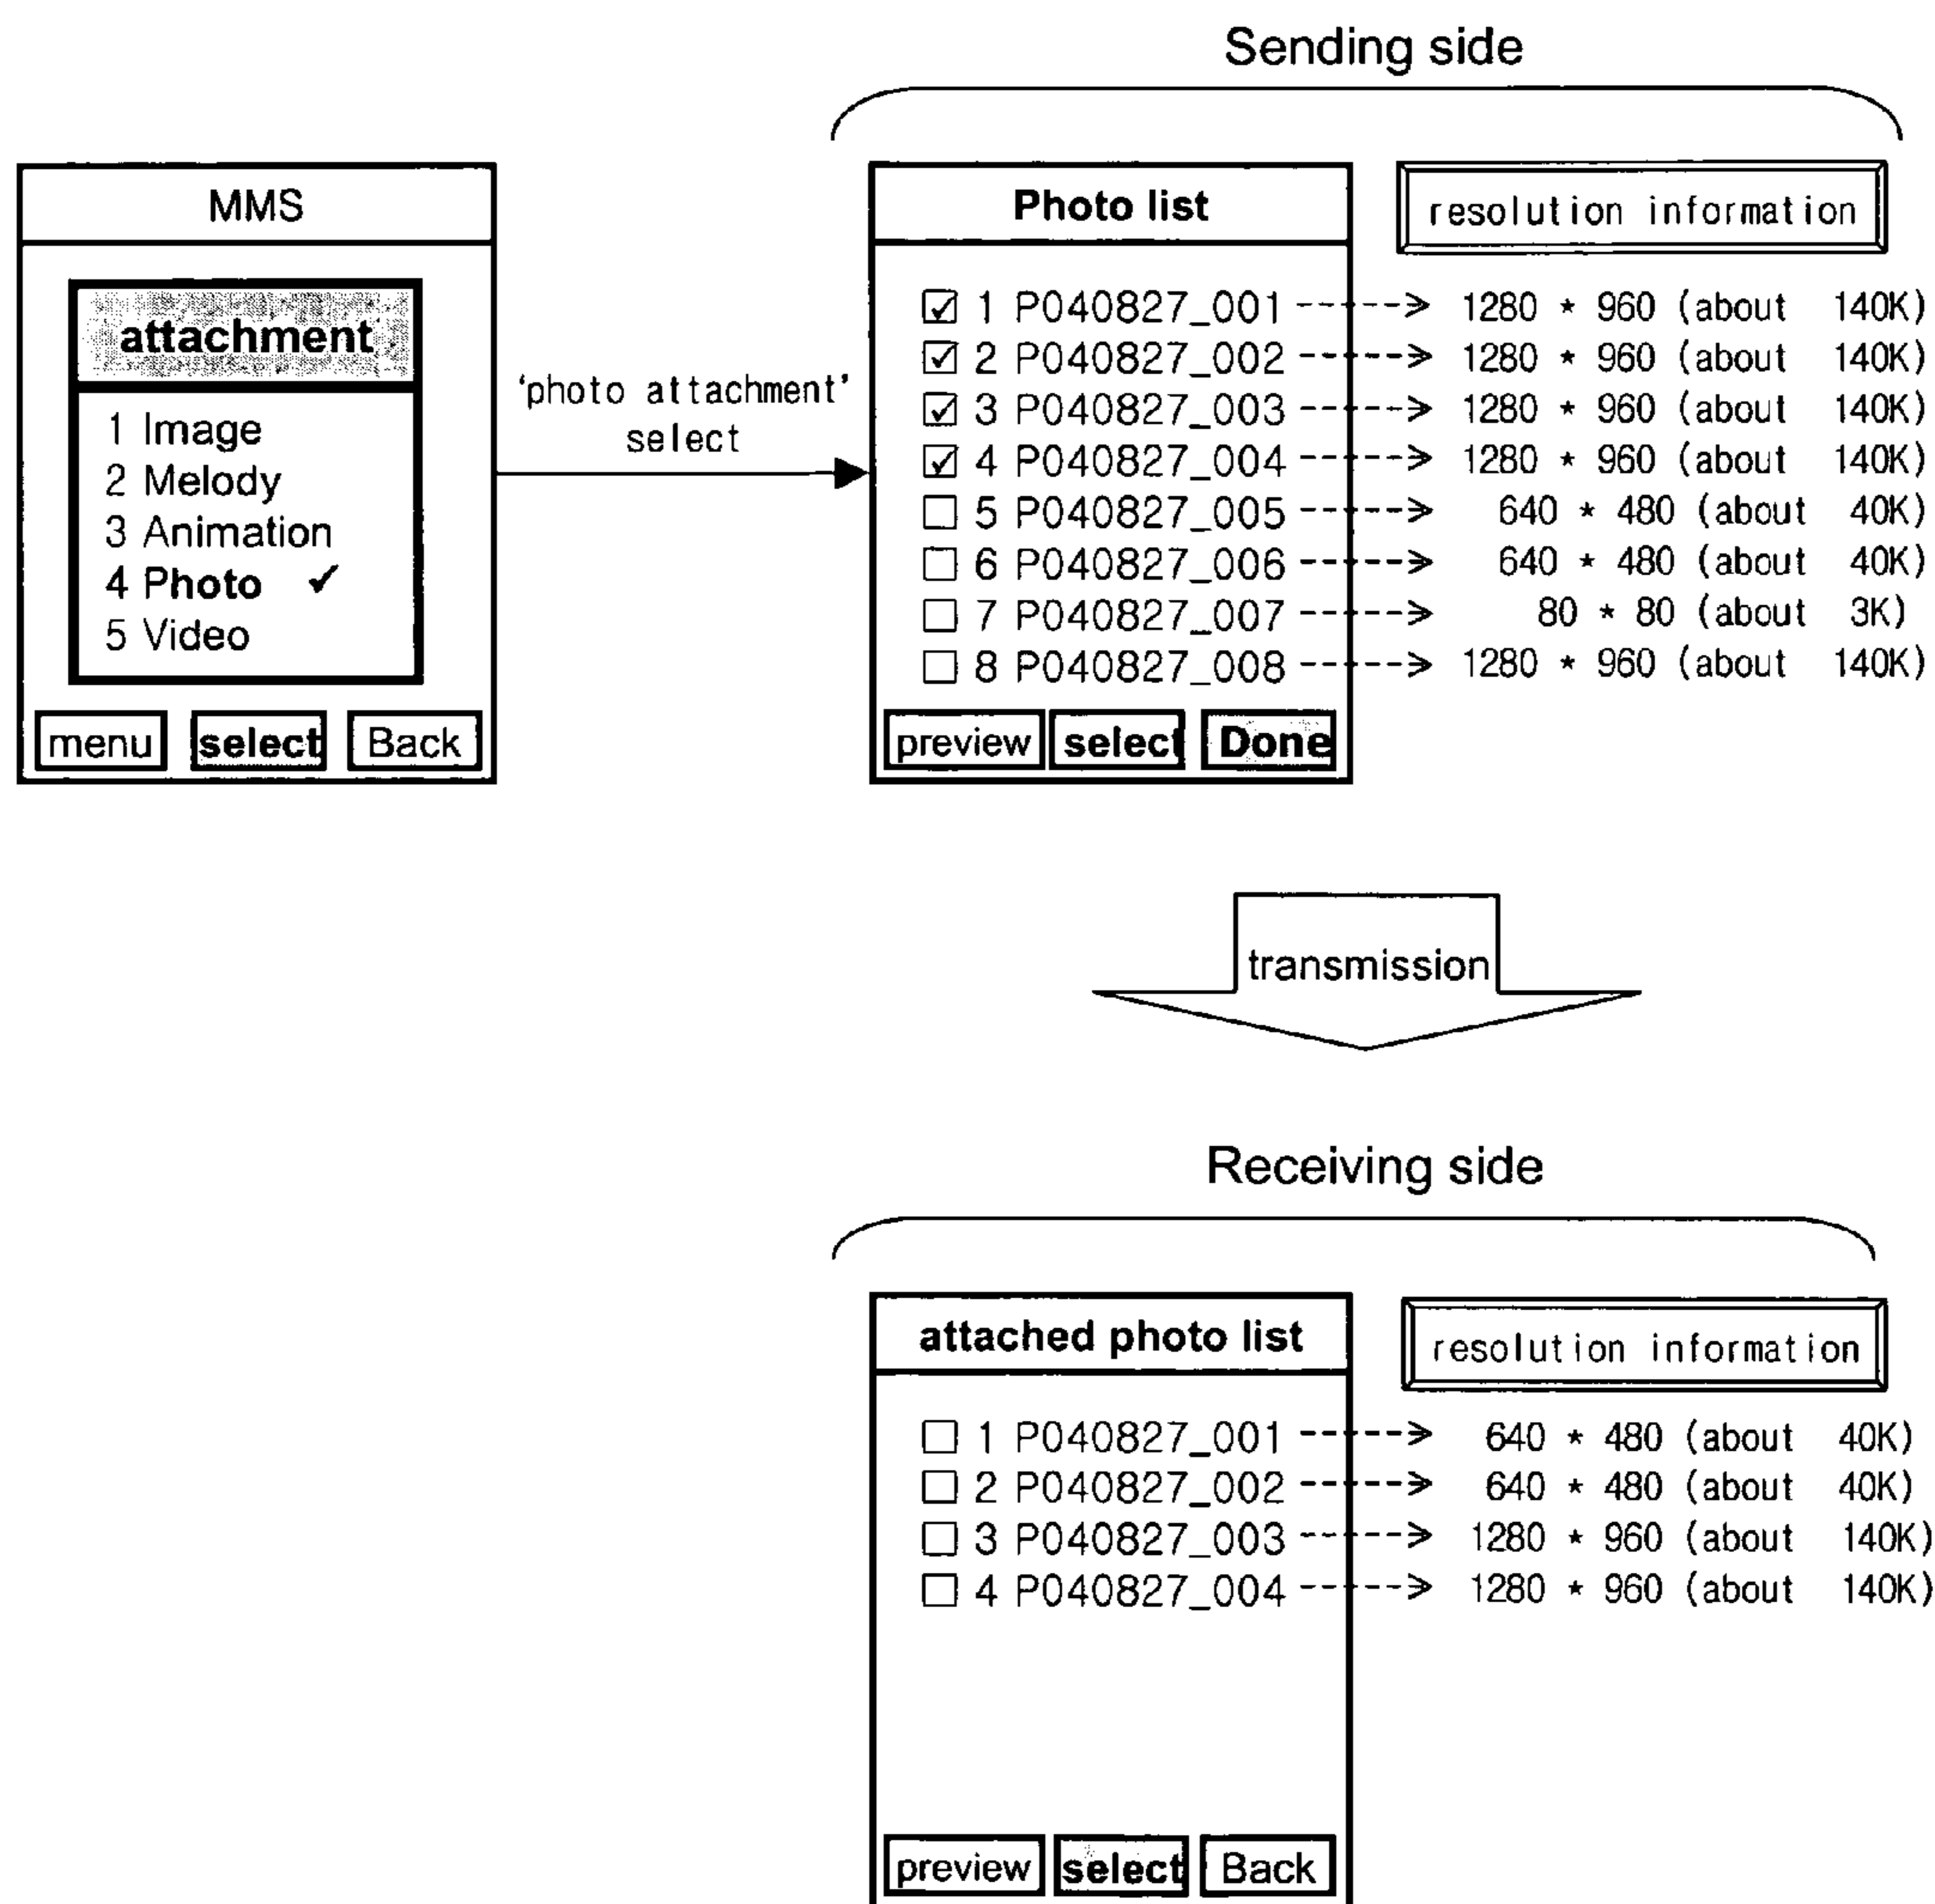 Sending side
MMS
attachment
1 Image
2 Melody
3 Animation
4 Photo ✓
5 Video
menu select Back
'photo attachment'
select
Photo list
resolution information
☑ 1 P040827_001 -----> 1280 * 960 (about 140K)
☑ 2 P040827_002 -----> 1280 * 960 (about 140K)
☑ 3 P040827_003 -----> 1280 * 960 (about 140K)
☑ 4 P040827_004 -----> 1280 * 960 (about 140K)
☐ 5 P040827_005 -----> 640 * 480 (about 40K)
☐ 6 P040827_006 -----> 640 * 480 (about 40K)
☐ 7 P040827_007 -----> 80 * 80 (about 3K)
☐ 8 P040827_008 -----> 1280 * 960 (about 140K)
preview select Done
transmission
Receiving side
attached photo list
resolution information
☐ 1 P040827_001 -----> 640 * 480 (about 40K)
☐ 2 P040827_002 -----> 640 * 480 (about 40K)
☐ 3 P040827_003 -----> 1280 * 960 (about 140K)
☐ 4 P040827_004 -----> 1280 * 960 (about 140K)
preview select Back